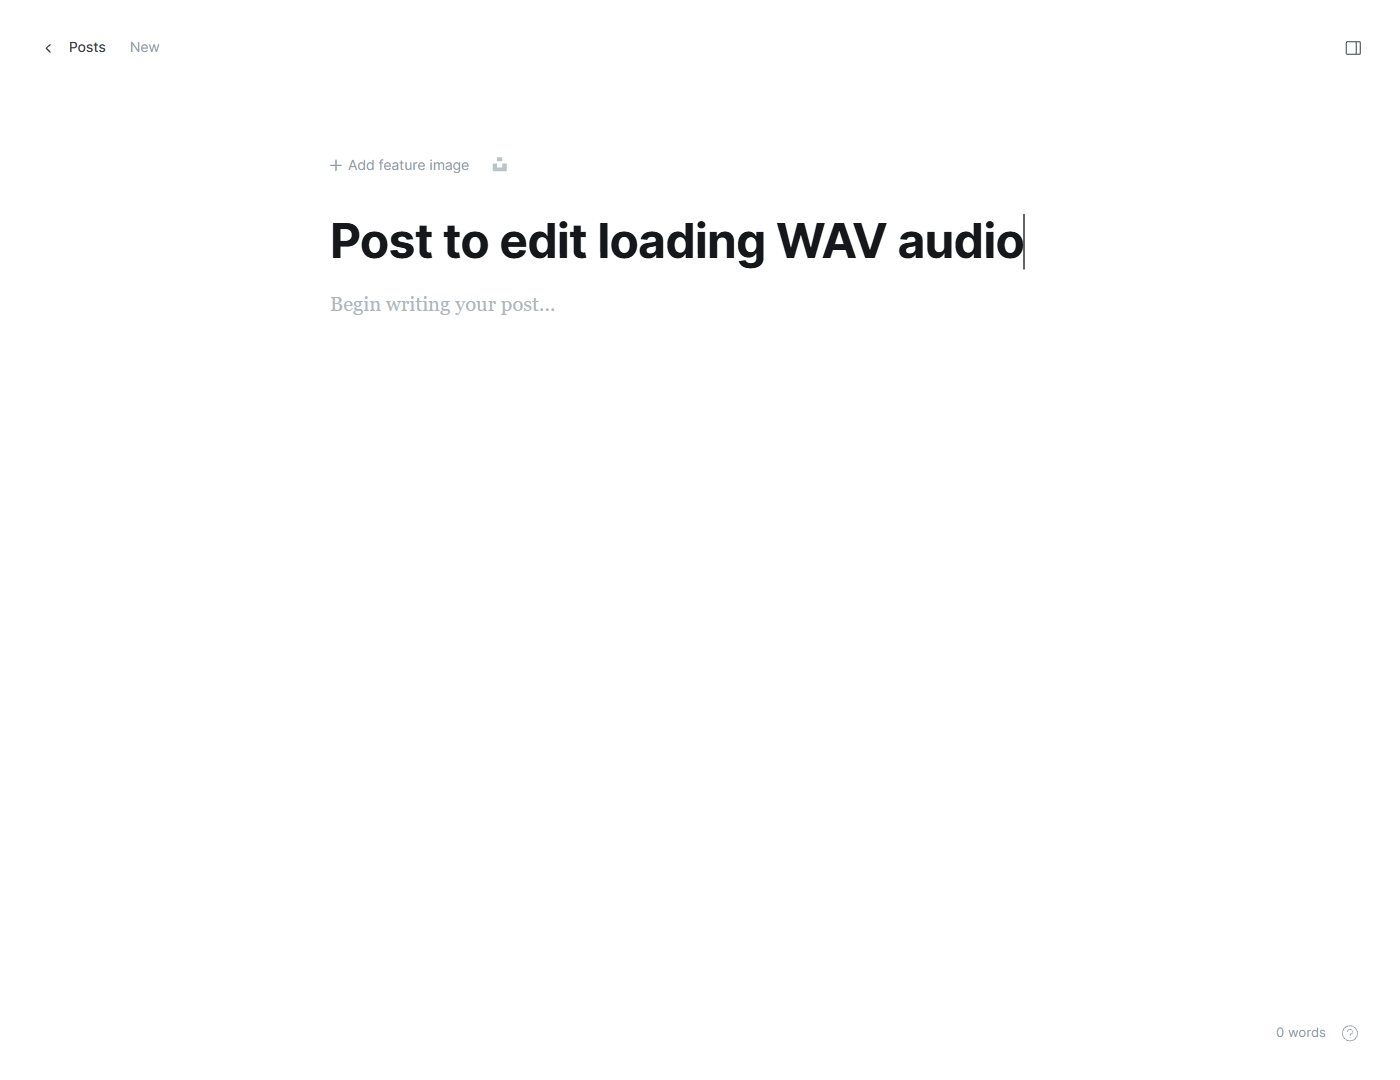 Posts New
Add feature image
Post to edit loading WAV audio
Begin writing your post...
0 words